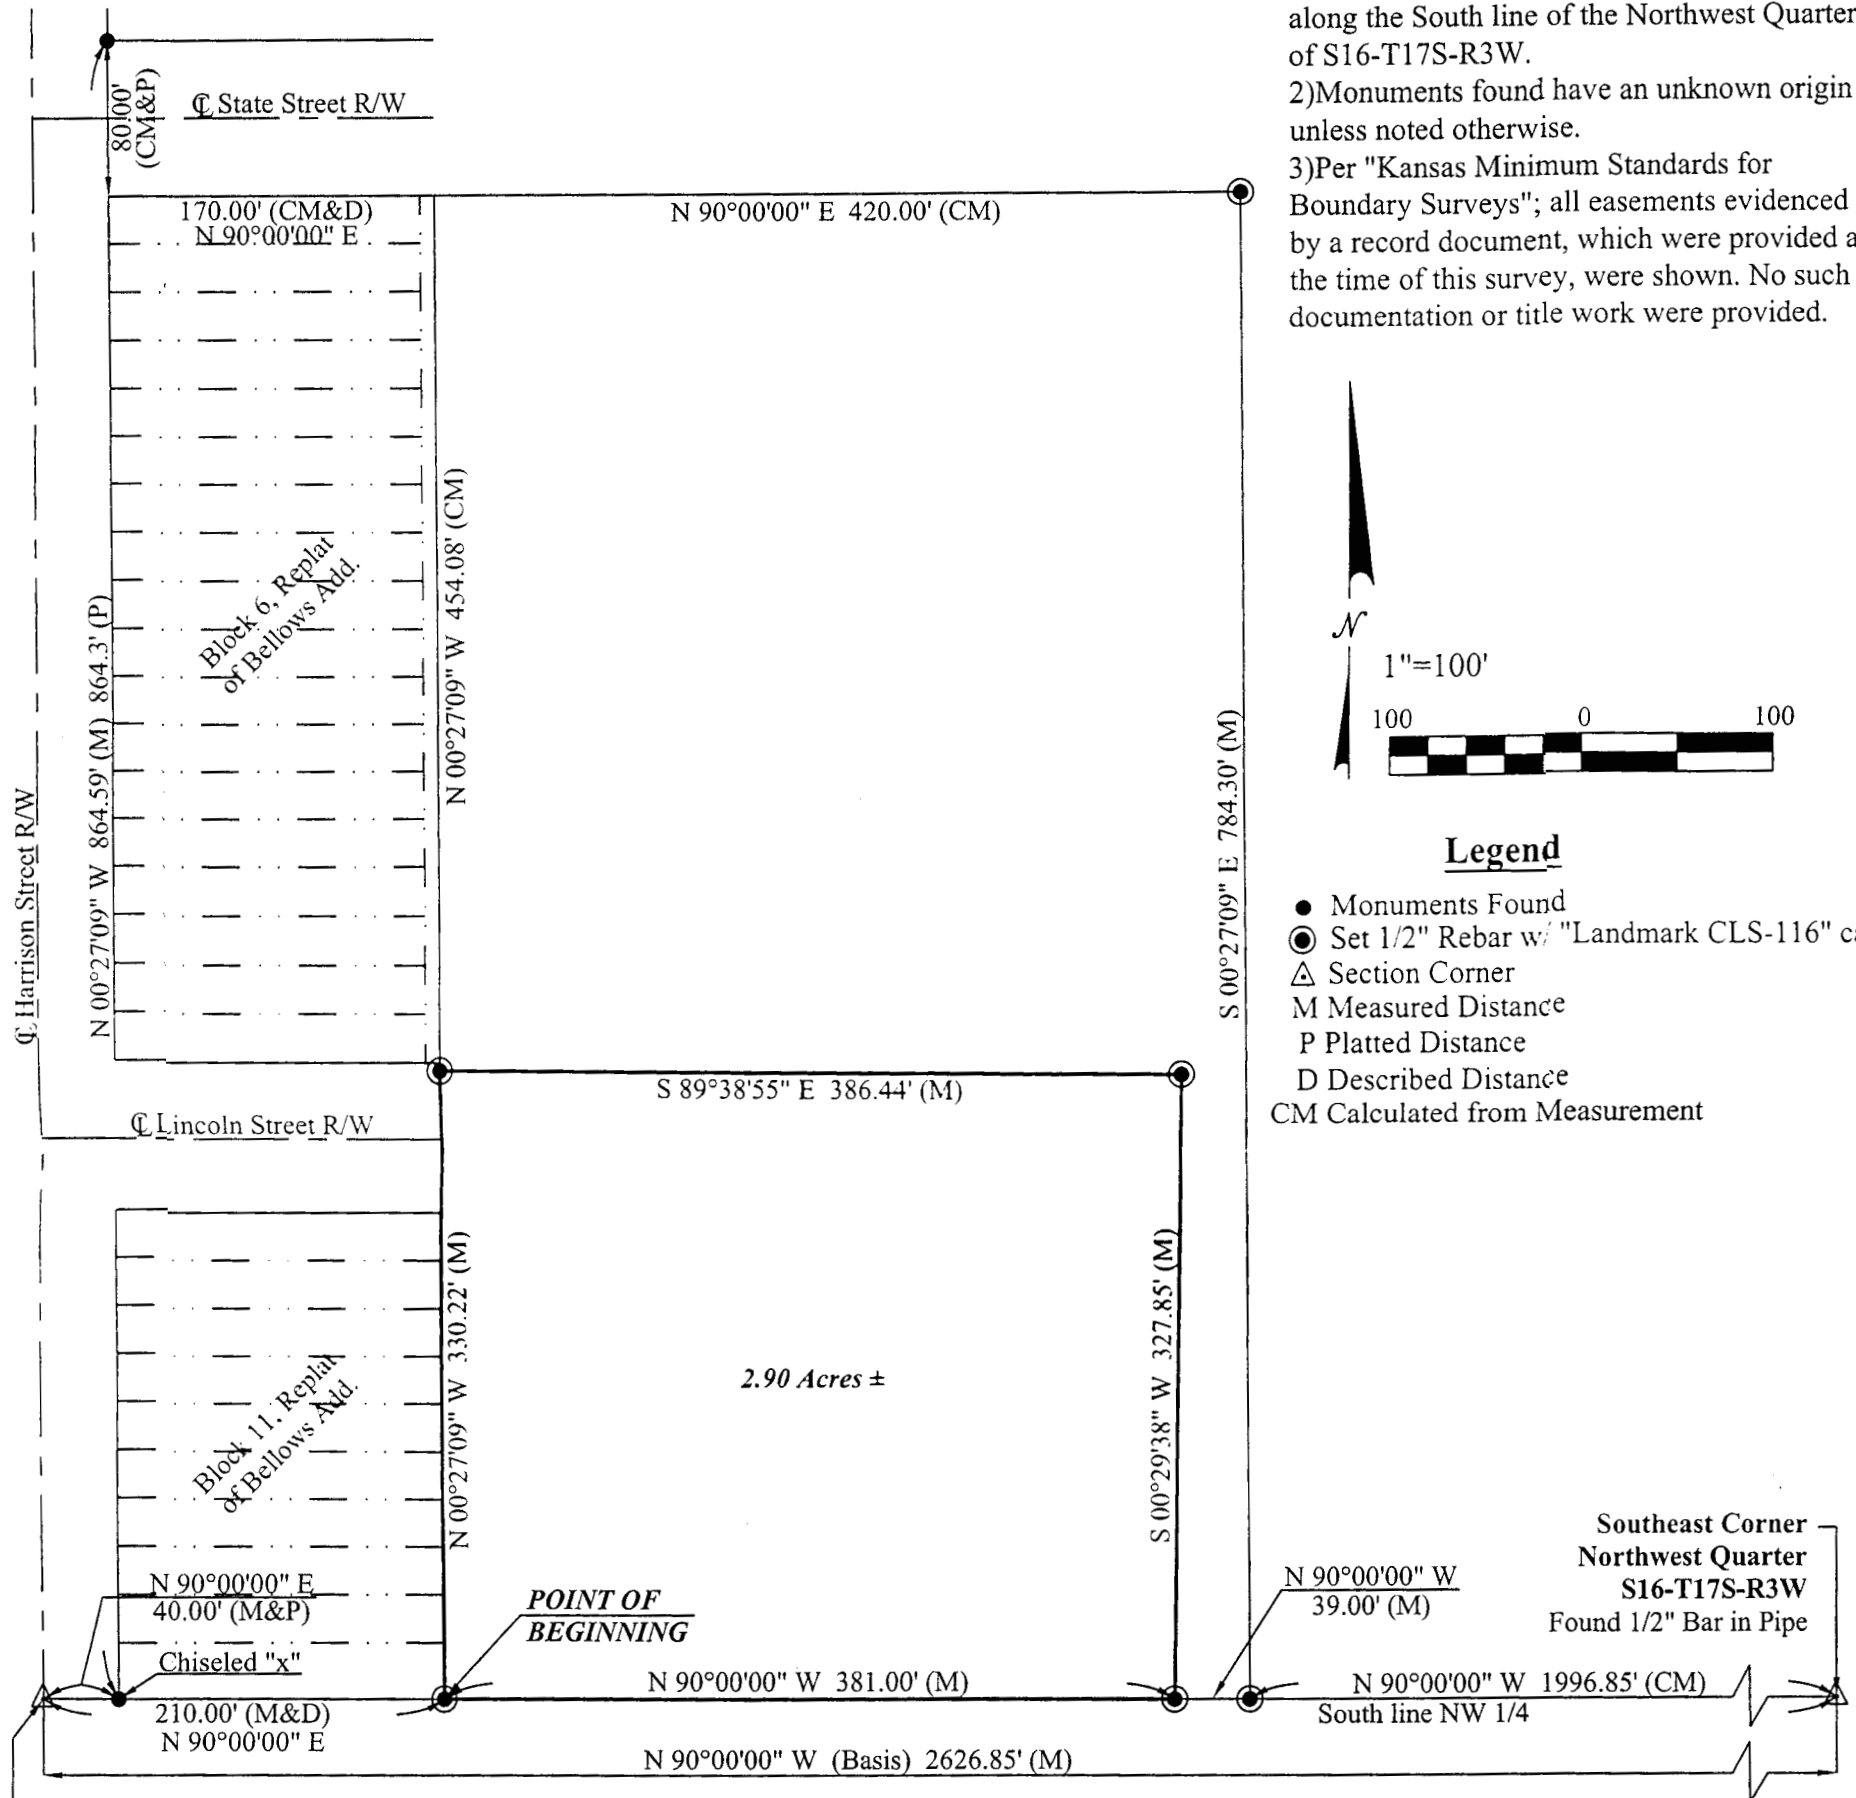 along the South line of the Northwest Quarter
of S16-T17S-R3W.
2)Monuments found have an unknown origin
unless noted otherwise.
3)Per "Kansas Minimum Standards for
Boundary Surveys"; all easements evidenced
by a record document, which were provided a
the time of this survey, were shown. No such
documentation or title work were provided.
80.00'
(CM&P)
℄ State Street R/W
170.00' (CM&D)
N 90°00'00" E
N 90°00'00" E 420.00' (CM)
N 00°27'09" W 454.08' (CM)
Block 6, Replat
of Bellows Add.
N 00°27'09" W 864.59' (M) 864.3' (P)
℄ Harrison Street R/W
S 00°27'09" E 784.30' (M)
N
1"=100'
100 0 100
Legend
Monuments Found
Set 1/2" Rebar w/ "Landmark CLS-116" ca
Section Corner
M Measured Distance
P Platted Distance
D Described Distance
CM Calculated from Measurement
S 89°38'55" E 386.44' (M)
℄ Lincoln Street R/W
N 00°27'09" W 330.22' (M)
S 00°29'38" W 327.85' (M)
2.90 Acres ±
Block 11, Replat
of Bellows Add.
N 90°00'00" E
40.00' (M&P)
Chiseled "x"
210.00' (M&D)
N 90°00'00" E
POINT OF
BEGINNING
N 90°00'00" W 381.00' (M)
N 90°00'00" W
39.00' (M)
Southeast Corner
Northwest Quarter
S16-T17S-R3W
Found 1/2" Bar in Pipe
N 90°00'00" W 1996.85' (CM)
South line NW 1/4
N 90°00'00" W (Basis) 2626.85' (M)